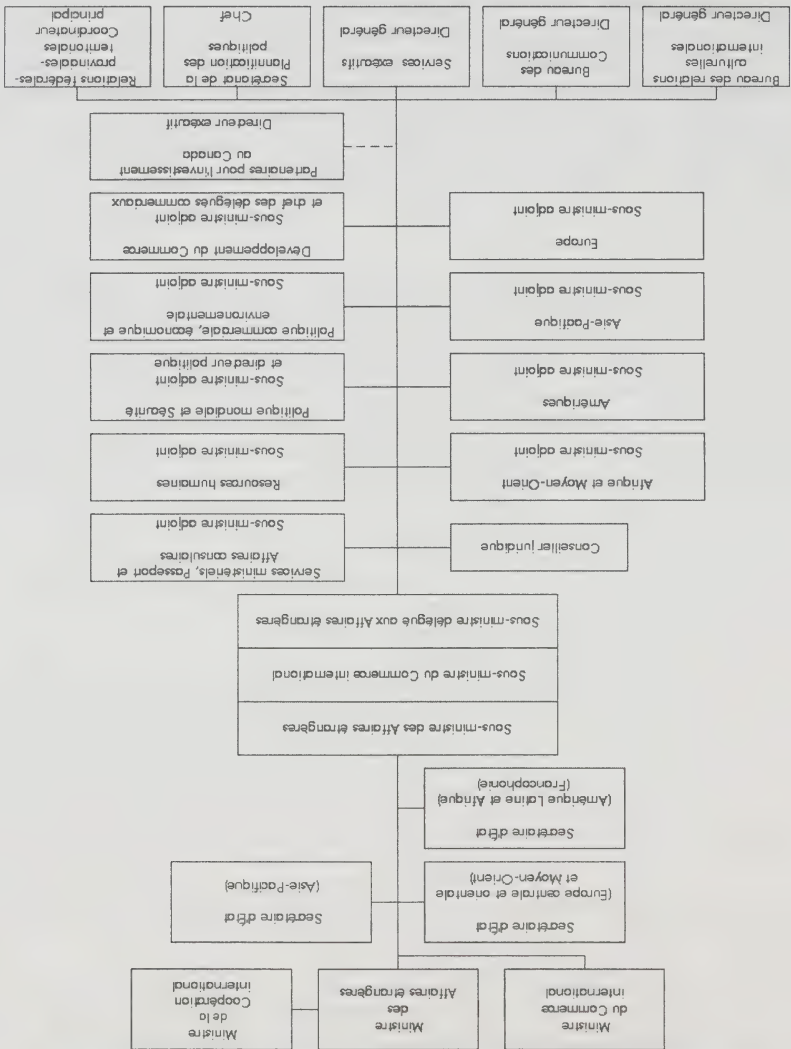 Ministre
du Commerce
international
Ministre
des
Affaires étrangères
Ministre
de la
Coopération
international
Secrétaire d'État
(Europe centrale et orientale
et Moyen-Orient)
Secrétaire d'État
(Asie-Pacifique)
Secrétaire d'État
(Amérique Latine et Afrique)
(Francophonie)
Sous-ministre des Affaires étrangères
Sous-ministre du Commerce international
Sous-ministre délégué aux Affaires étrangères
Conseiller juridique
Services ministériels, Passeport et
Affaires consulaires
Sous-ministre adjoint
Afrique et Moyen-Orient
Sous-ministre adjoint
Resources humaines
Sous-ministre adjoint
Amériques
Sous-ministre adjoint
Politique mondiale et Sécurité
Sous-ministre adjoint
et directeur politique
Asie-Pacifique
Sous-ministre adjoint
Politique commerciale, économique et
environnementale
Sous-ministre adjoint
Europe
Sous-ministre adjoint
Développement du Commerce
Sous-ministre adjoint
et chef des délégués commerciaux
Partenaires pour l'investissement
au Canada
Directeur exécutif
Bureau des relations
culturelles
internationales
Directeur général
Bureau des
Communications
Directeur général
Services exécutifs
Directeur général
Secrétariat de la
Plannification des
politiques
Chef
Relations fédérales-
provinciales-
territoriales
Coordinateur
principal